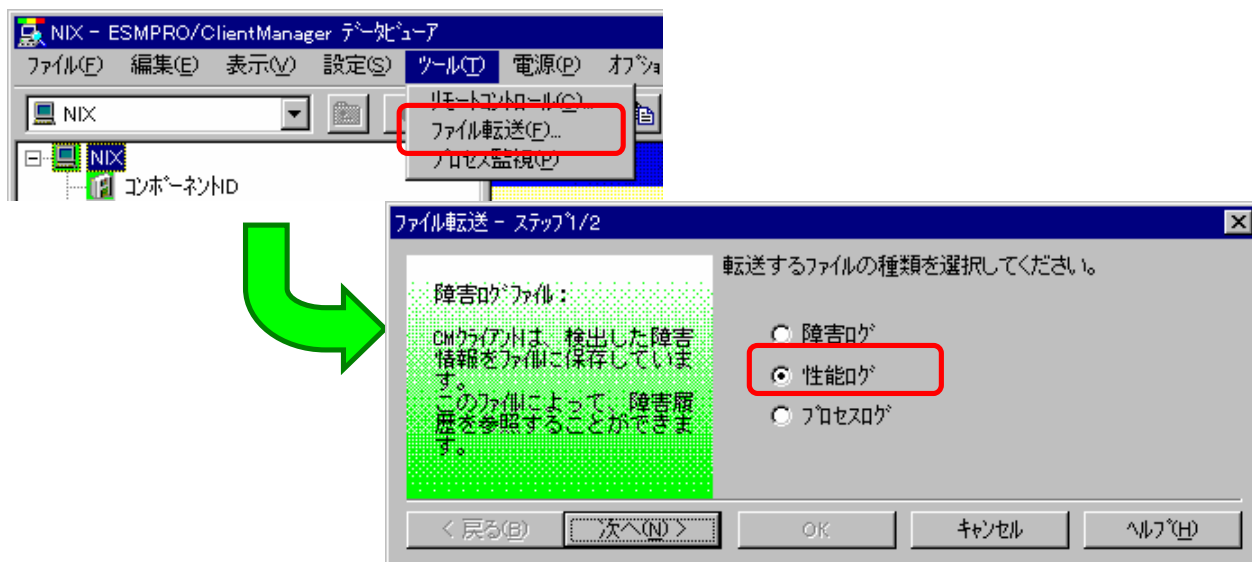 NIX - ESMPRO/ClientManager データビューア
ファイル(F) 編集(E) 表示(V) 設定(S) ツール(T) 電源(P) オプショ
NIX
リモートコントロール(C)...
ファイル転送(F)...
プロセス監視(P)
NIX
コンポーネントID
ファイル転送 - ステップ1/2
転送するファイルの種類を選択してください。
障害ログファイル：
CMクライアントは、検出した障害
情報をファイルに保存していま
す。
このファイルによって、障害履
歴を参照することができま
す。
障害ログ
性能ログ
プロセスログ
< 戻る(B) 次へ(N) > OK キャンセル ヘルプ(H)